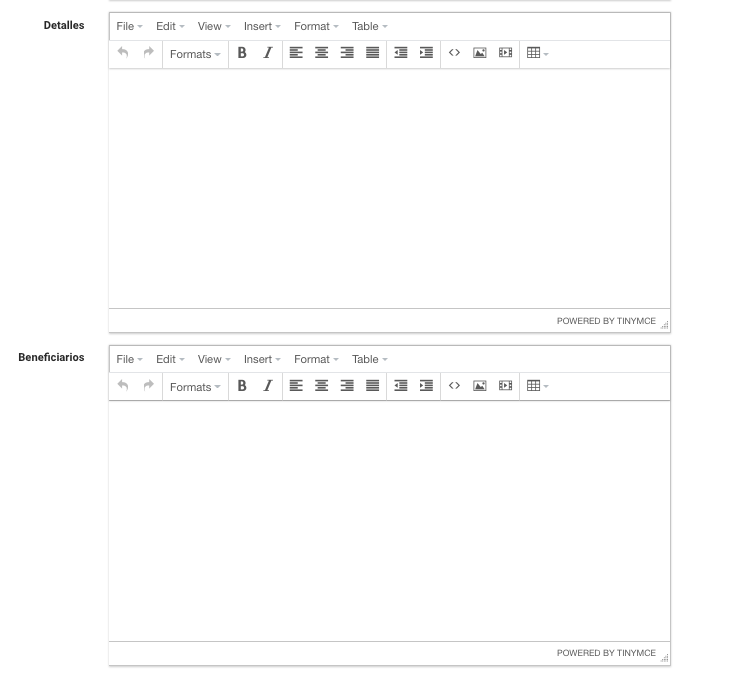 Detalles
File Edit View Insert Format Table
Formats B I
POWERED BY TINYMCE
Beneficiarios
File Edit View Insert Format Table
Formats B I
POWERED BY TINYMCE